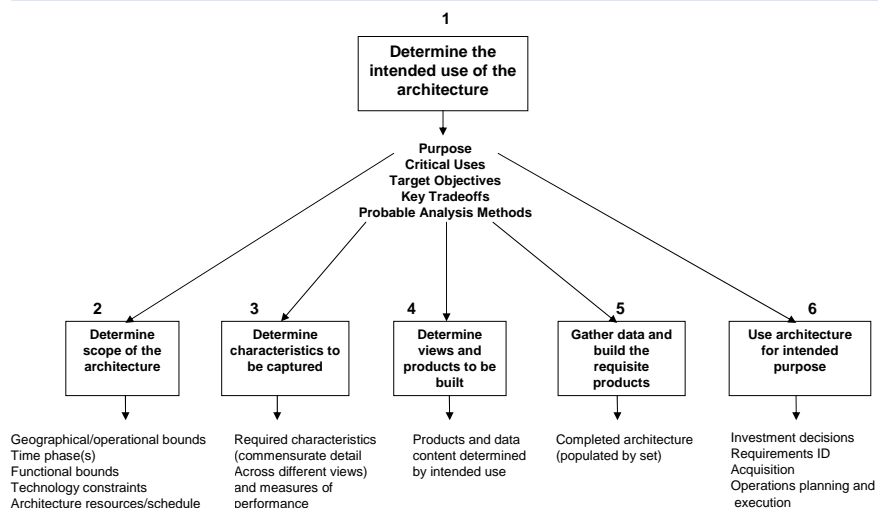 1
Determine the
intended use of the
architecture
Purpose
Critical Uses
Target Objectives
Key Tradeoffs
Probable Analysis Methods
2
Determine
scope of the
architecture
Geographical/operational bounds
Time phase(s)
Functional bounds
Technology constraints
Architecture resources/schedule
3
Determine
characteristics to
be captured
Required characteristics
(commensurate detail
Across different views)
and measures of
performance
4
Determine
views and
products to be
built
Products and data
content determined
by intended use
5
Gather data and
build the
requisite
products
Completed architecture
(populated by set)
6
Use architecture
for intended
purpose
Investment decisions
Requirements ID
Acquisition
Operations planning and
execution